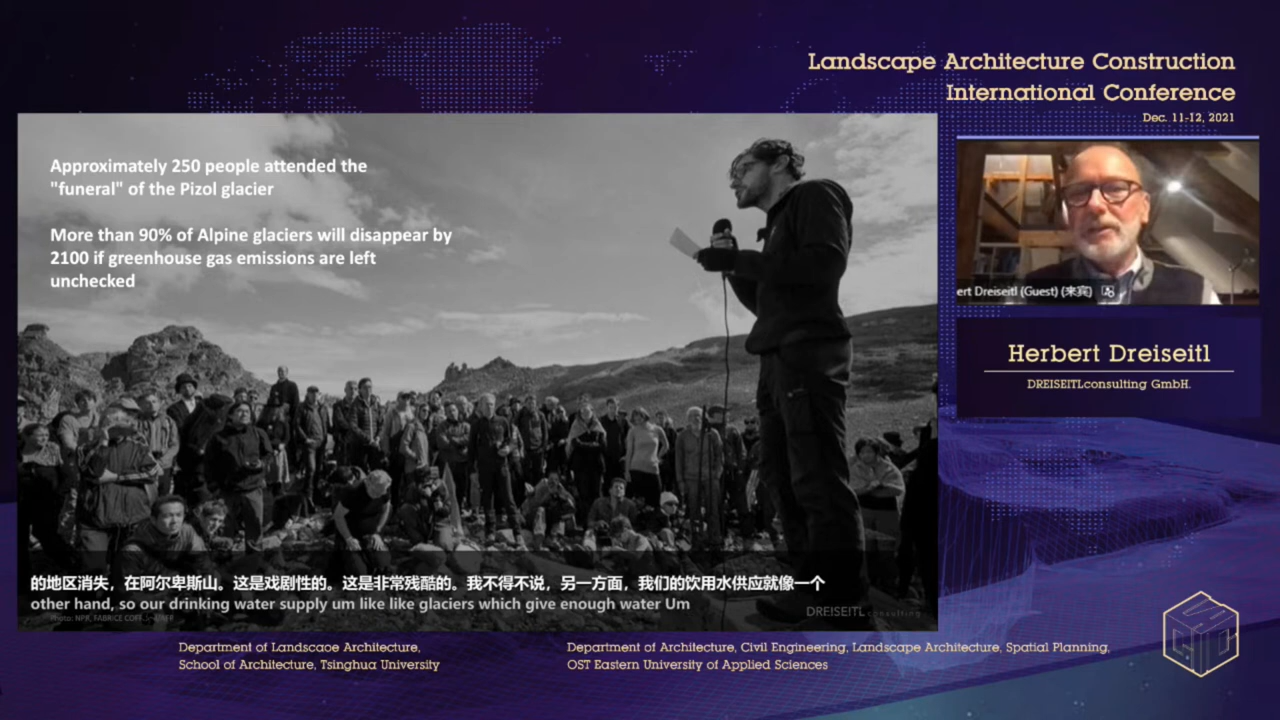 Landscape Architecture Construction
International Conference
Dec. 11-12, 2021
Approximately 250 people attended the
"funeral" of the Pizol glacier
More than 90% of Alpine glaciers will disappear by
2100 if greenhouse gas emissions are left
unchecked
ert Dreiseitl (Guest) (来宾)
Herbert Dreiseitl
DREISEITLconsulting GmbH.
的地区消失，在阿尔卑斯山。这是戏剧性的。这是非常残酷的。我不得不说，另一方面，我们的饮用水供应就像一个
other hand, so our drinking water supply um like like glaciers which give enough water Um
DREISEITL consulting
Photo: NPR, FABRICE
Department of Landscape Architecture,
School of Architecture, Tsinghua University
Department of Architecture, Civil Engineering, Landscape Architecture, Spatial Planning,
OST Eastern University of Applied Sciences